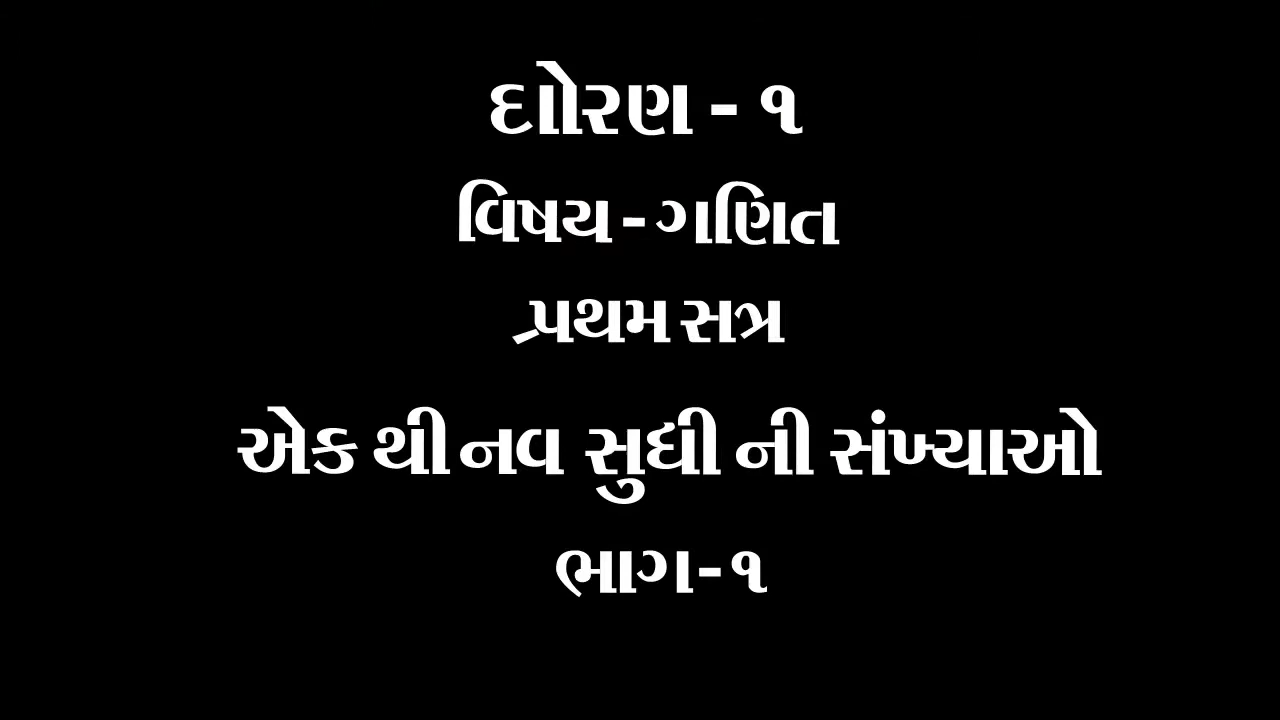 ધોરણ - ૧
વિષય - ગણિત
પ્રથમ સત્ર
એક થી નવ સુધી ની સંખ્યાઓ
ભાગ - ૧